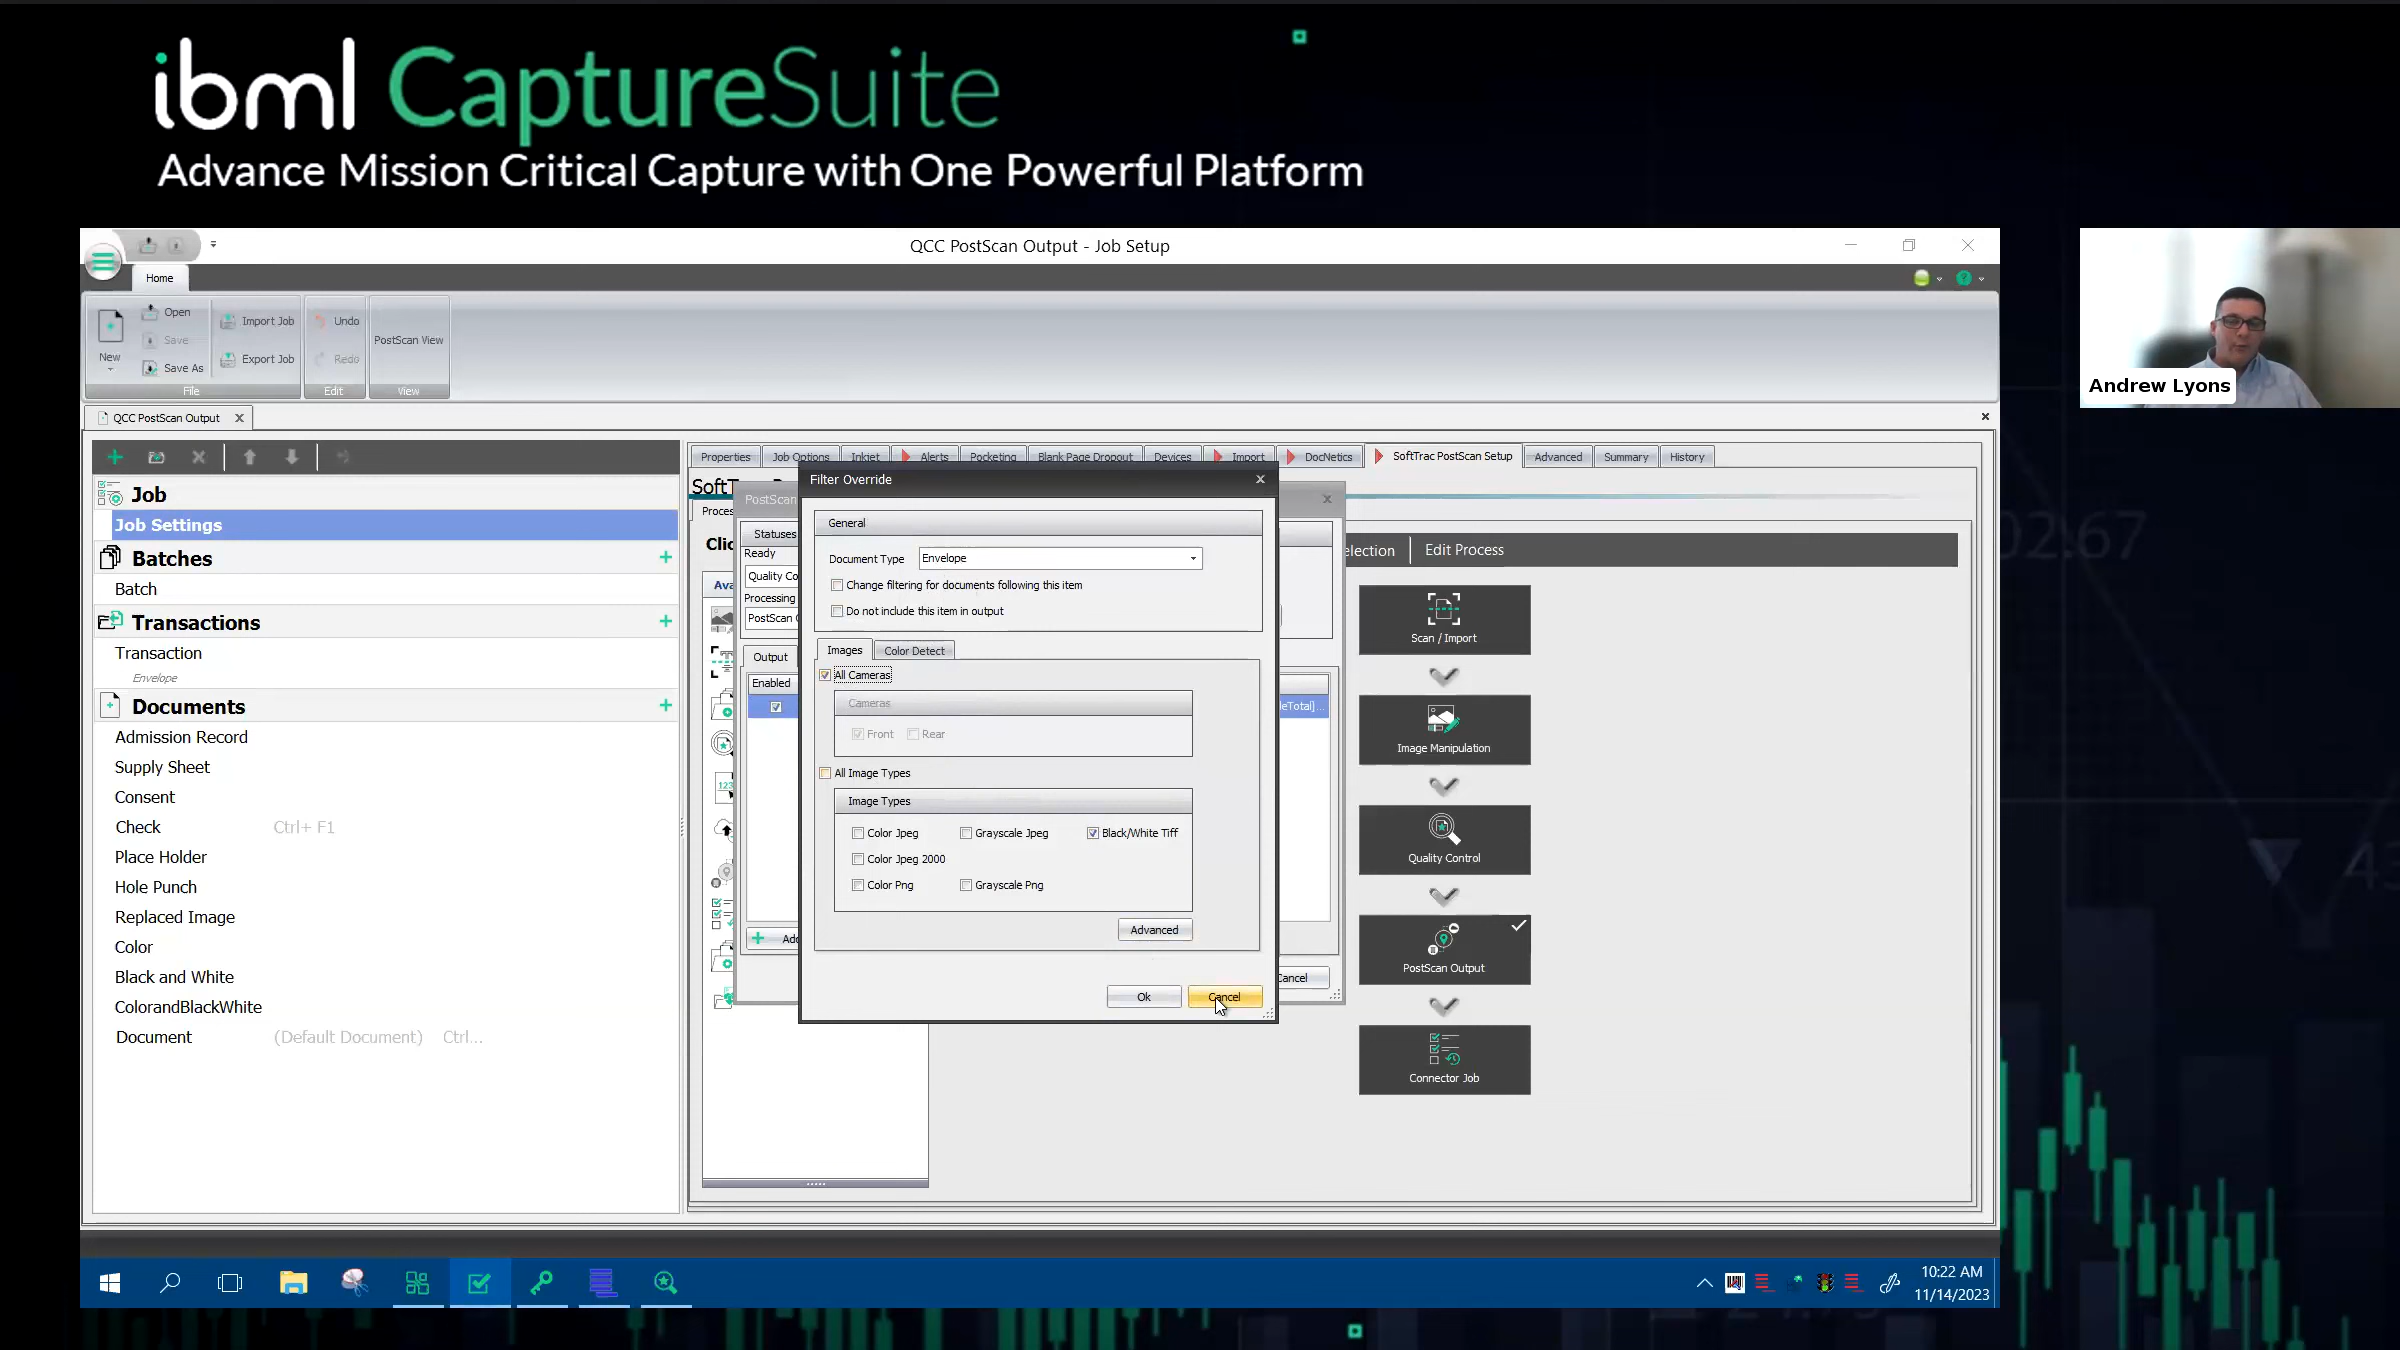 ibml CaptureSuite
Advance Mission Critical Capture with One Powerful Platform
QCC PostScan Output - Job Setup
Home
New
Open
Save
Save As
Import Job
Export Job
Undo
Redo
PostScan View
File
Edit
View
QCC PostScan Output
Job
Job Settings
Batches
Batch
Transactions
Transaction
Envelope
Documents
Admission Record
Supply Sheet
Consent
Check Ctrl+ F1
Place Holder
Hole Punch
Replaced Image
Color
Black and White
ColorandBlackWhite
Document (Default Document) Ctrl...
Properties
Job Options
Inkjet
Alerts
Pocketing
Blank Page Dropout
Devices
Import
DocNetics
SoftTrac PostScan Setup
Advanced
Summary
History
PostScan
Statuses
Ready
Processing
Output
Enabled
Cancel
Filter Override
General
Document Type Envelope
Change filtering for documents following this item
Do not include this item in output
Images
Color Detect
All Cameras
Cameras
Front Rear
All Image Types
Image Types
Color Jpeg Grayscale Jpeg Black/White Tiff
Color Jpeg 2000
Color Png Grayscale Png
Advanced
Ok
Cancel
Edit Process
Scan / Import
Image Manipulation
Quality Control
PostScan Output
Connector Job
Andrew Lyons
10:22 AM
11/14/2023